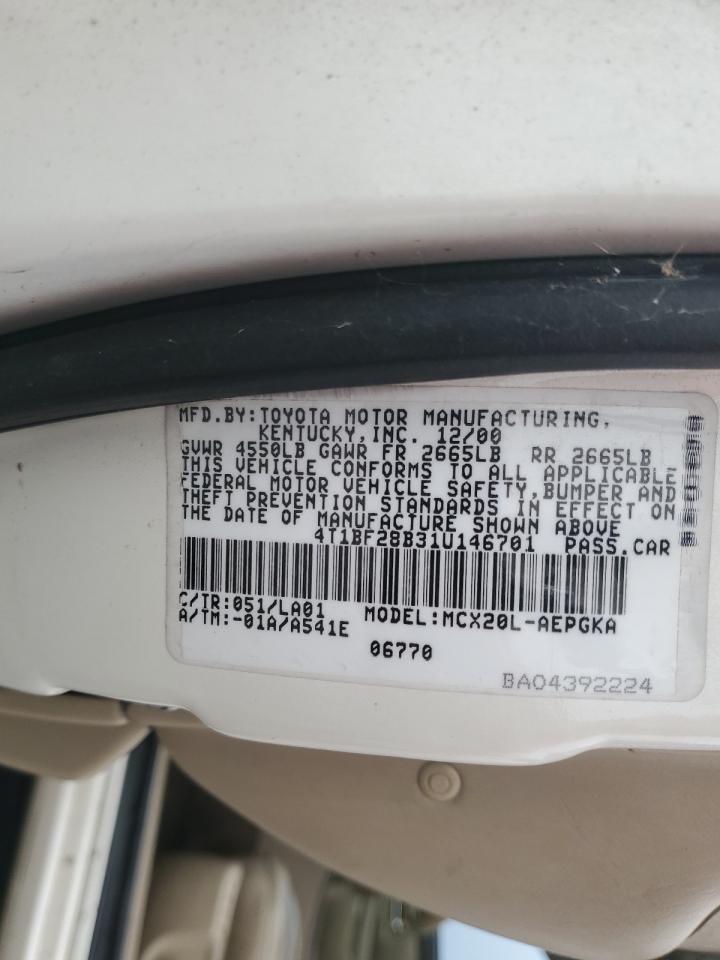 MFD.BY:TOYOTA MOTOR MANUFACTURING,
KENTUCKY,INC. 12/00
GVWR 4550LB GAWR FR 2665LB RR 2665LB
THIS VEHICLE CONFORMS TO ALL APPLICABLE
FEDERAL MOTOR VEHICLE SAFETY,BUMPER AND
THEFT PREVENTION STANDARDS IN EFFECT ON
THE DATE OF MANUFACTURE SHOWN ABOVE
4T1BF28B31U146701 PASS.CAR
C/TR:051/LA01 MODEL:MCX20L-AEPGKA
A/TM:-01A/A541E
06770
BA04392224